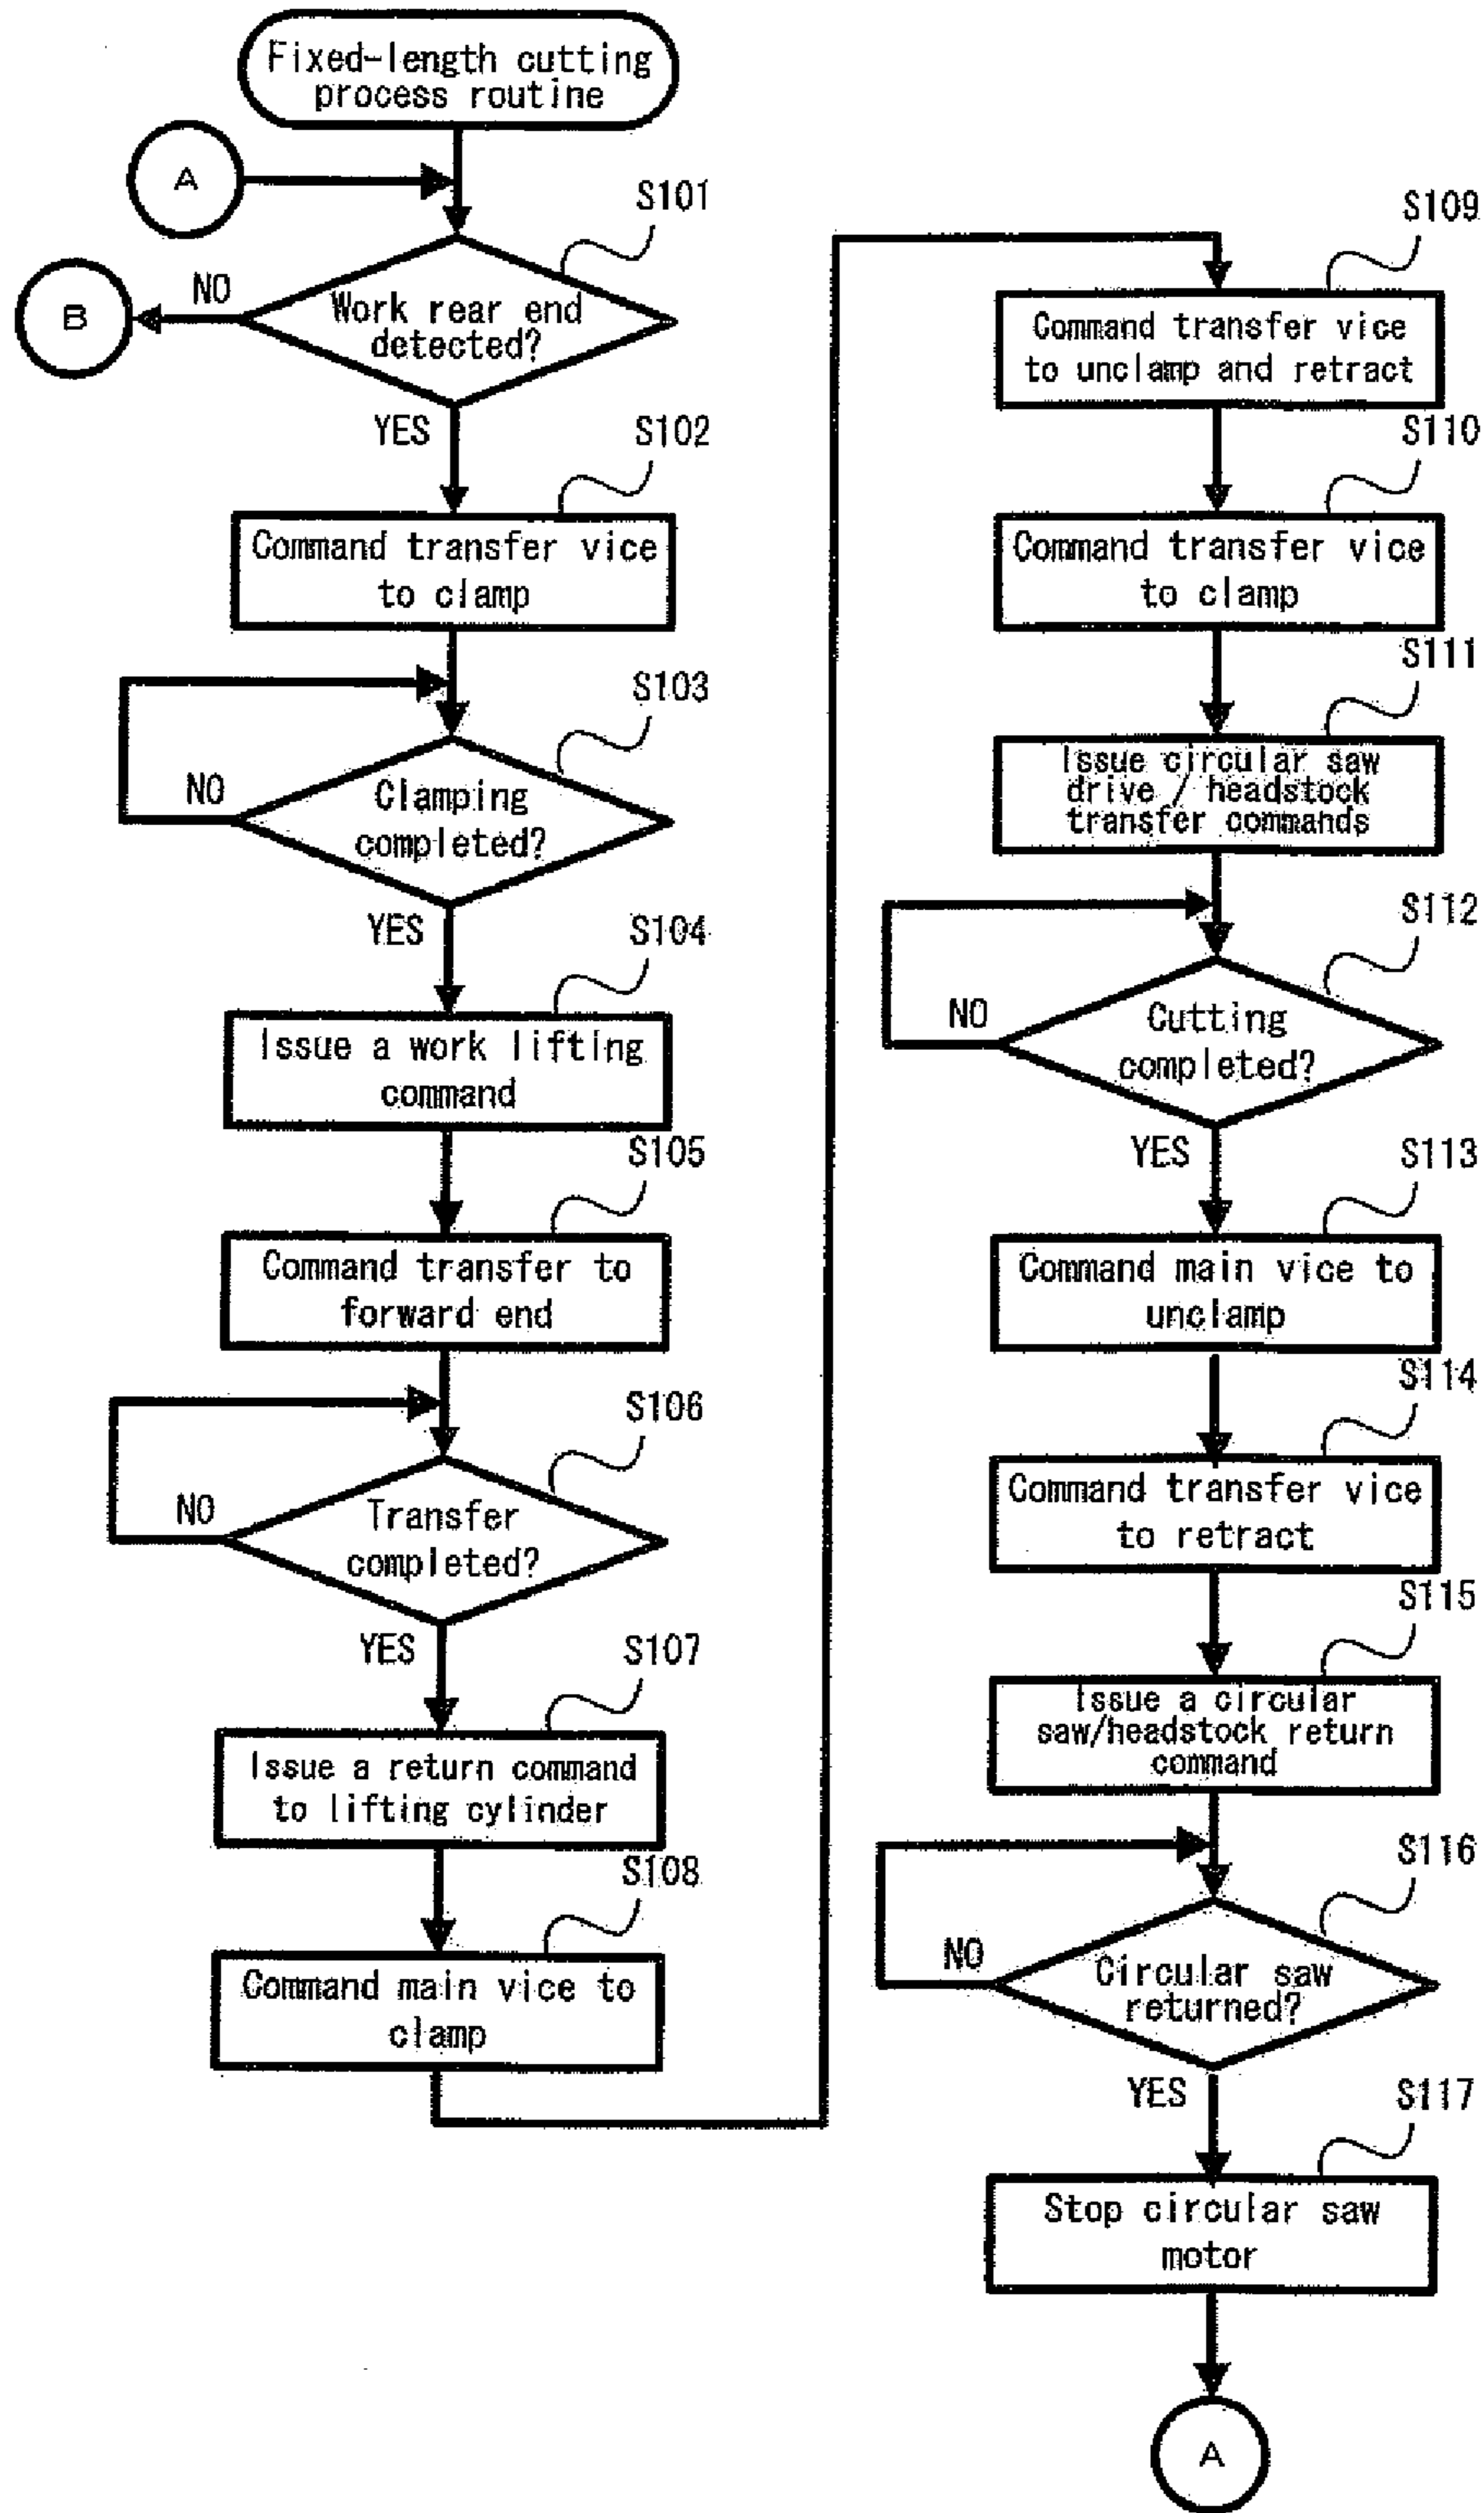 Fixed-length cutting
process routine
A
S101
B
NO
Work rear end
detected?
YES
S102
Command transfer vice
to clamp
S103
NO
Clamping
completed?
YES
S104
Issue a work lifting
command
S105
Command transfer to
forward end
S106
NO
Transfer
completed?
YES
S107
Issue a return command
to lifting cylinder
S108
Command main vice to
clamp
S109
Command transfer vice
to unclamp and retract
S110
Command transfer vice
to clamp
S111
Issue circular saw
drive / headstock
transfer commands
S112
NO
Cutting
completed?
YES
S113
Command main vice to
unclamp
S114
Command transfer vice
to retract
S115
Issue a circular
saw/headstock return
command
S116
NO
Circular saw
returned?
YES
S117
Stop circular saw
motor
A